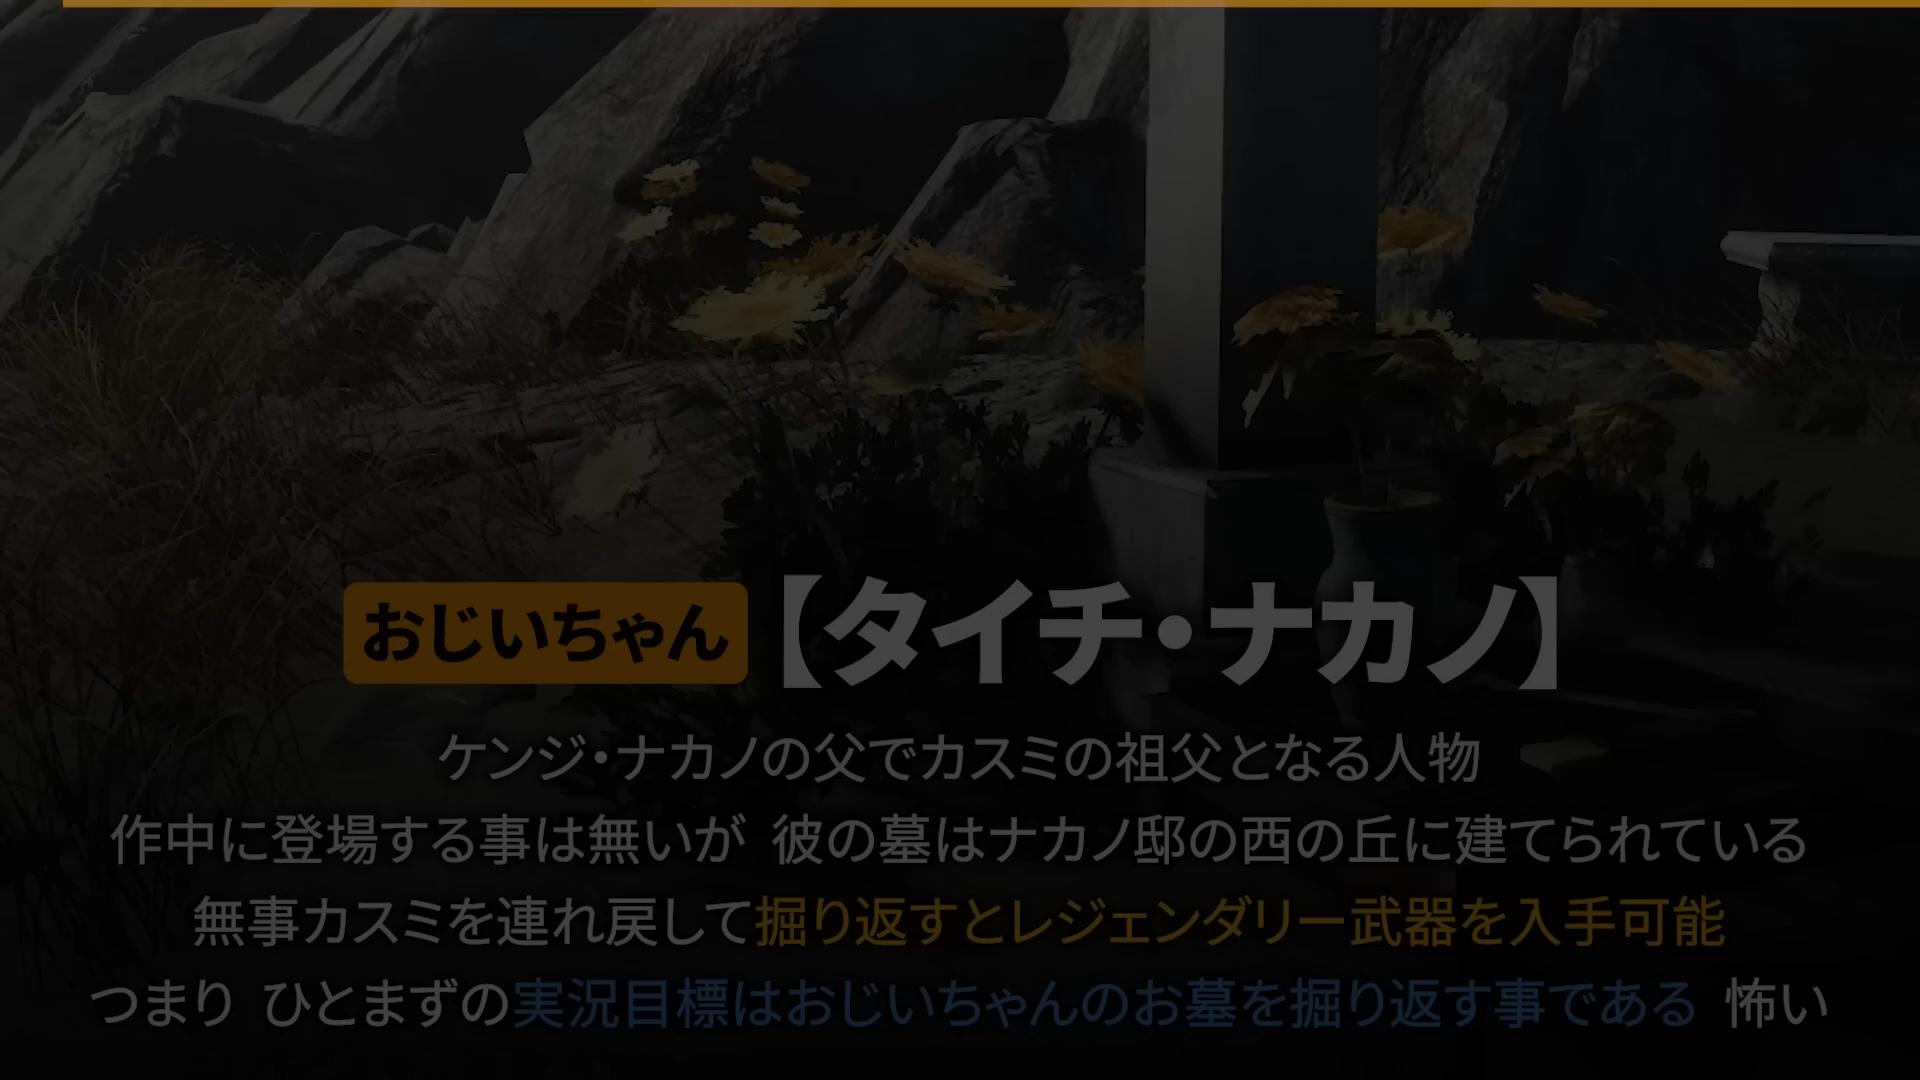 おじいちゃん【タイチ・ナカノ】
ケンジ・ナカノの父でカスミの祖父となる人物
作中に登場する事は無いが 彼の墓はナカノ邸の西の丘に建てられている
無事カスミを連れ戻して掘り返すとレジェンダリー武器を入手可能
つまり ひとまずの実況目標はおじいちゃんのお墓を掘り返す事である 怖い